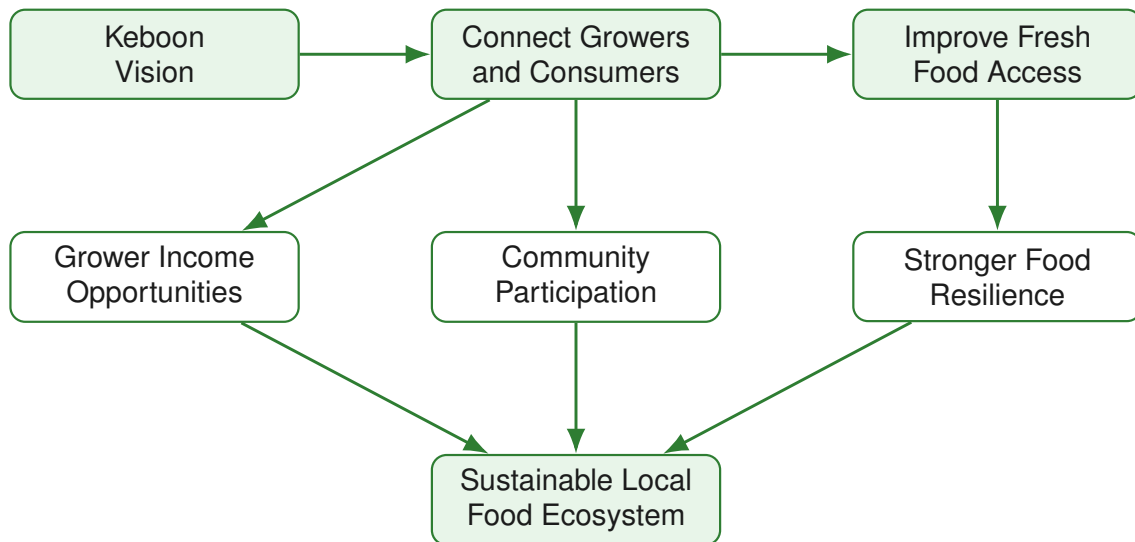 Keboon
Vision
Connect Growers
and Consumers
Improve Fresh
Food Access
Grower Income
Opportunities
Community
Participation
Stronger Food
Resilience
Sustainable Local
Food Ecosystem